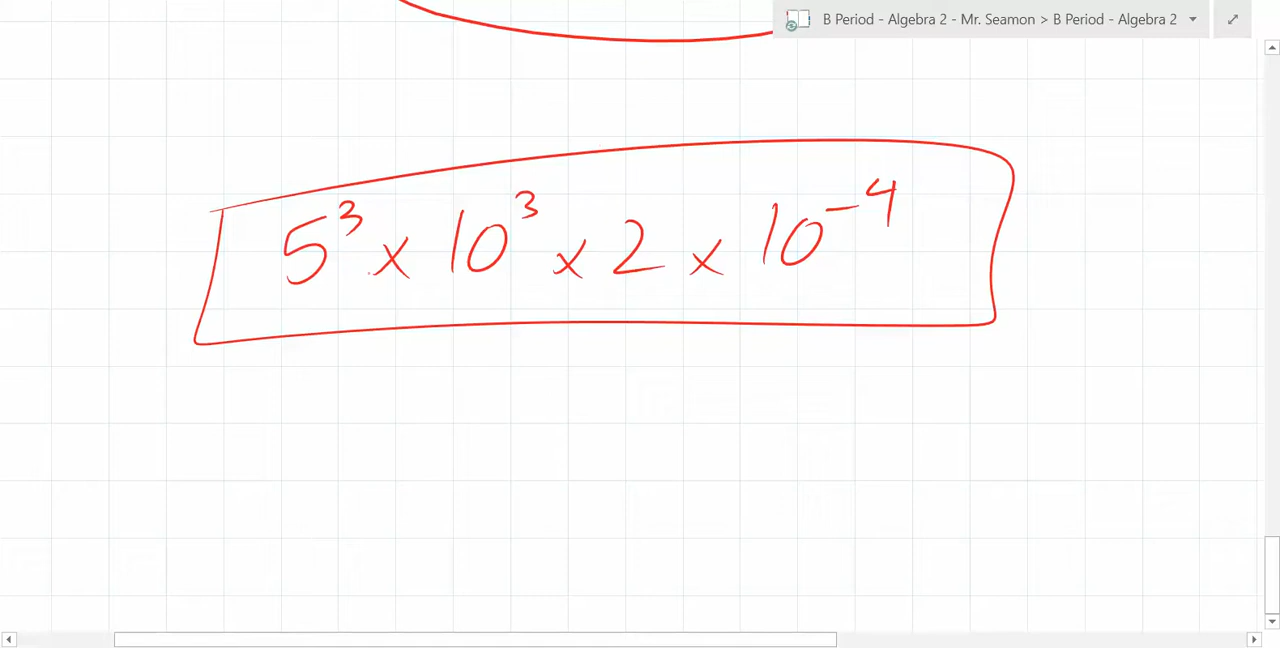 B Period - Algebra 2 - Mr. Seamon > B Period - Algebra 2
5³ x 10³ x 2 x 10⁻⁴